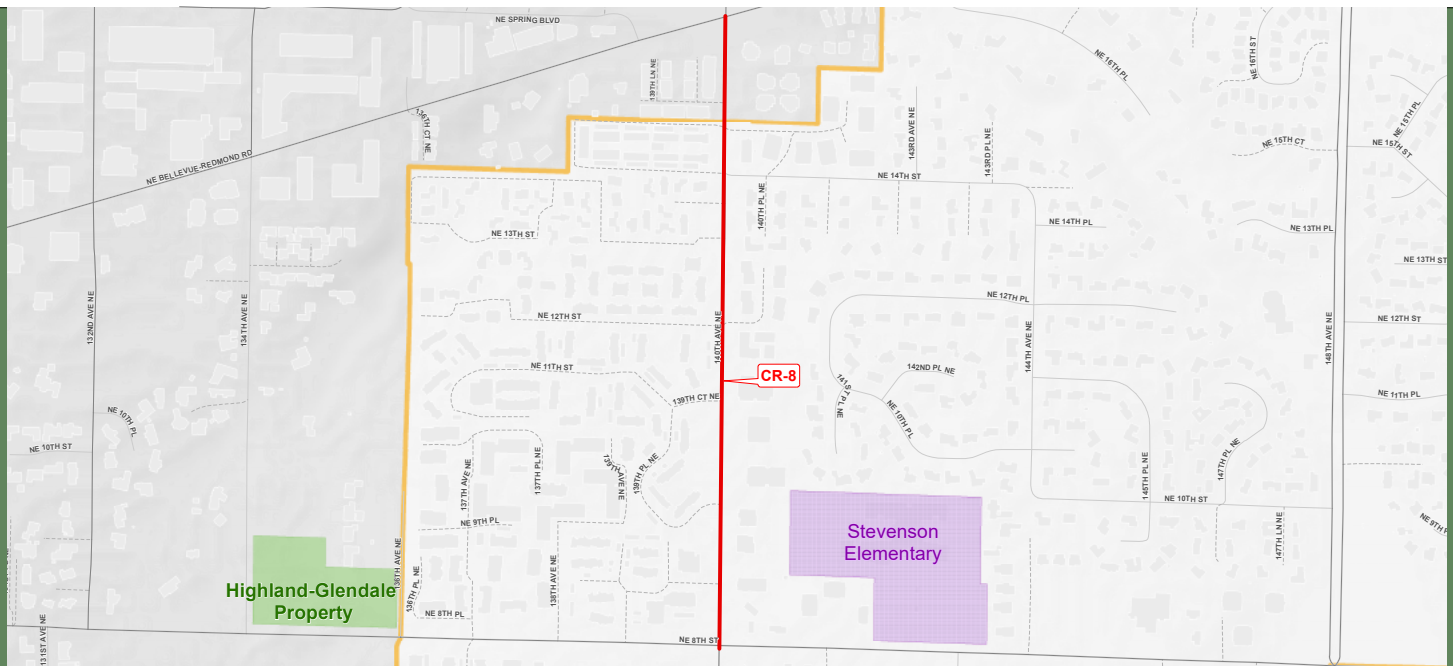 NE SPRING BLVD
NE 16TH PL
NE 16TH ST
139TH LN NE
136TH CT NE
NE 15TH PL
NE 15TH CT
NE 15TH ST
143RD AVE NE
143RD PL NE
NE BELLEVUE-REDMOND RD
NE 14TH ST
140TH PL NE
NE 14TH PL
NE 13TH PL
NE 13TH ST
NE 13TH ST
NE 12TH PL
132ND AVE NE
134TH AVE NE
NE 12TH ST
140TH AVE NE
144TH AVE NE
148TH AVE NE
NE 12TH ST
NE 11TH ST
CR-8
142ND PL NE
141ST PL NE
139TH CT NE
NE 11TH PL
NE 10TH PL
NE 10TH PL
NE 10TH ST
137TH AVE NE
137TH PL NE
139TH AVE NE
139TH PL NE
145TH PL NE
147TH PL NE
NE 10TH ST
NE 9TH PL
Stevenson
Elementary
147TH LN NE
136TH AVE NE
136TH PL NE
138TH AVE NE
Highland-Glendale
Property
NE 8TH PL
NE 8TH ST
131ST AVE NE